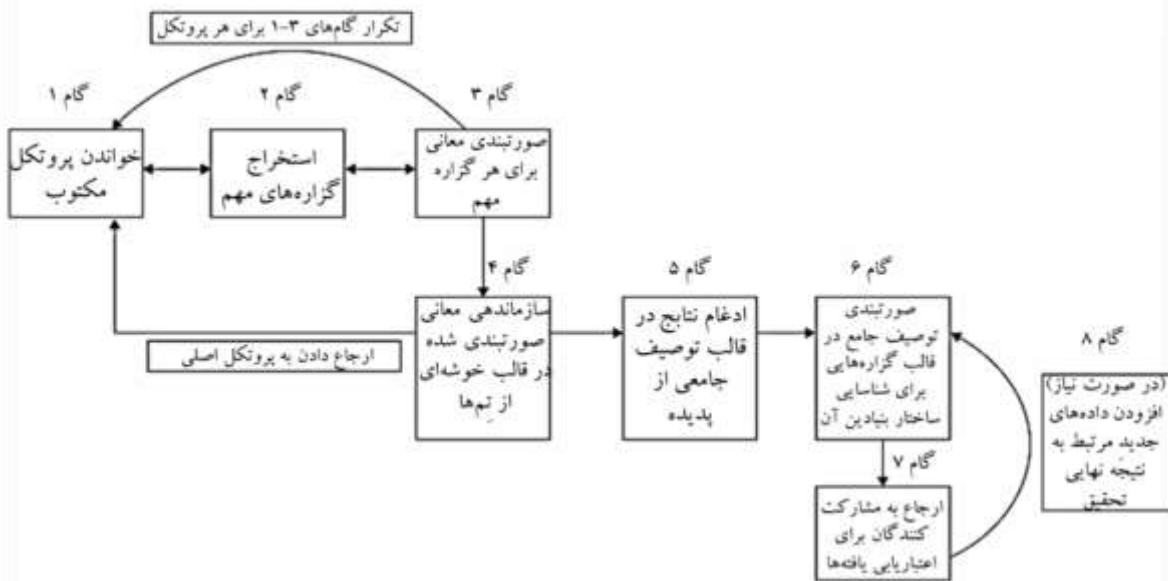 تکرار گام‌های ۳-۱ برای هر پروتکل
گام ۱
خواندن پروتکل
مکتوب
گام ۲
استخراج
گزاره‌های مهم
گام ۳
صورتبندی معانی
برای هر گزاره
مهم
گام ۴
سازماندهی معانی
صورتبندی شده
در قالب خوشه‌ای
از تِم‌ها
ارجاع دادن به پروتکل اصلی
گام ۵
ادغام نتایج در
قالب توصیف
جامعی از
پدیده
گام ۶
صورتبندی
توصیف جامع در
قالب گزاره‌هایی
برای شناسایی
ساختار بنیادین آن
گام ۷
ارجاع به مشارکت
کنندگان برای
اعتباریابی یافته‌ها
گام ۸
(در صورت نیاز)
افزودن داده‌های
جدیدِ مرتبط به
نتیجه نهایی
تحقیق